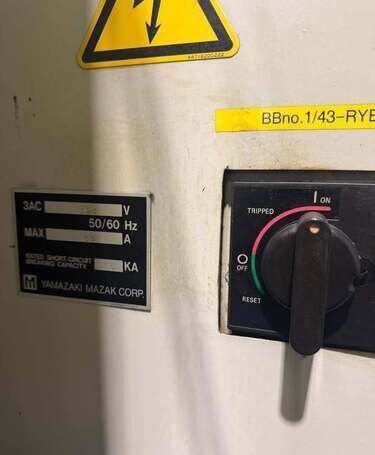 BBno.1/43-RYE
3AC V
50/60 Hz
MAX A
RATED SHORT-CIRCUIT
BREAKING CAPACITY KA
YAMAZAKI MAZAK CORP.
I ON
TRIPPED
O
OFF
RESET